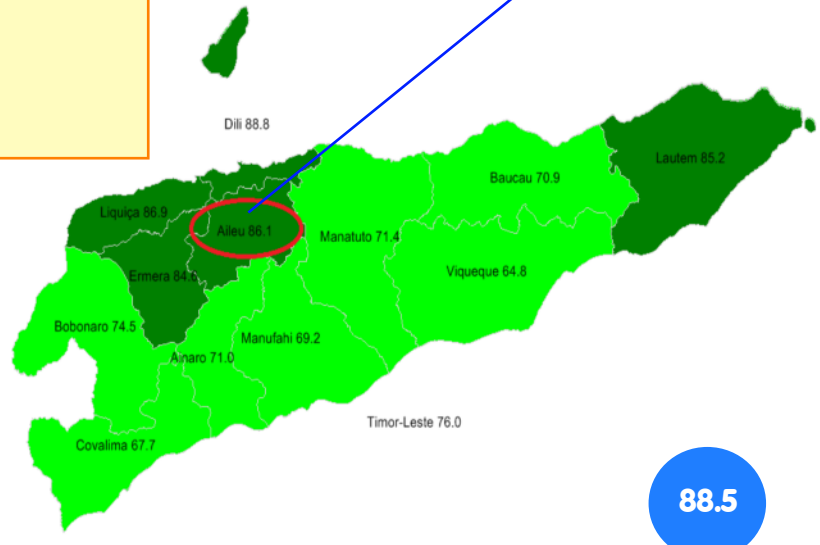 Dili 88.8
Lautem 85.2
Baucau 70.9
Liquiça 86.9
Aileu 86.1
Manatuto 71.4
Ermera 84.6
Viqueque 64.8
Bobonaro 74.5
Manufahi 69.2
Ainaro 71.0
Timor-Leste 76.0
Covalima 67.7
88.5